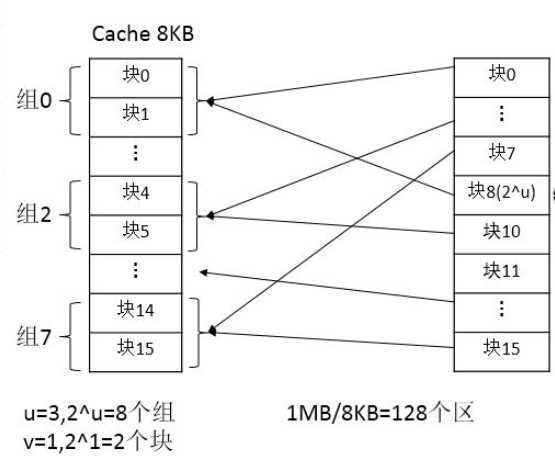 Cache 8KB
组0
块0
块1
⋮
组2
块4
块5
⋮
组7
块14
块15
块0
⋮
块7
块8(2^u)
块10
块11
⋮
块15
u=3,2^u=8个组
v=1,2^1=2个块
1MB/8KB=128个区